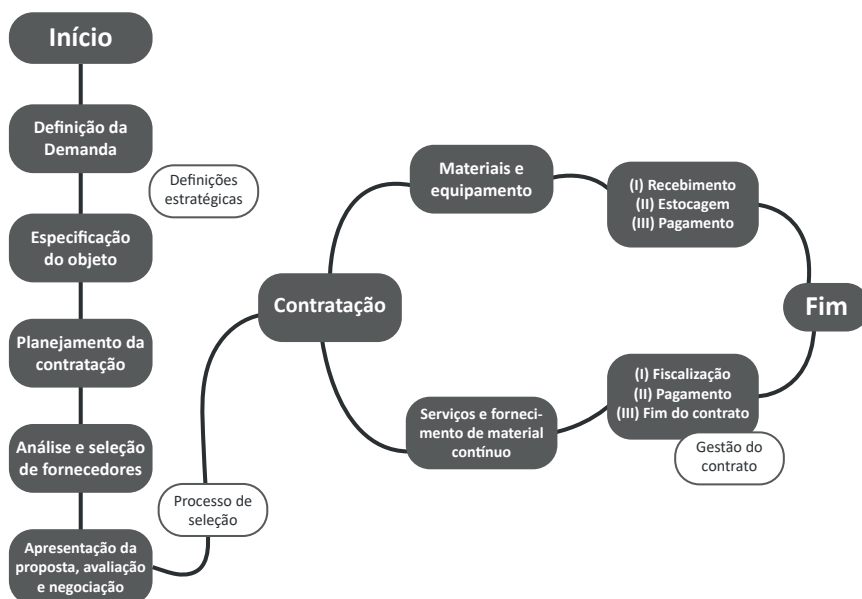 Início
Definição da
Demanda
Definições
estratégicas
Especificação
do objeto
Planejamento da
contratação
Análise e seleção
de fornecedores
Apresentação da
proposta, avaliação
e negociação
Processo de
seleção
Contratação
Materiais e
equipamento
(I) Recebimento
(II) Estocagem
(III) Pagamento
Serviços e forneci-
mento de material
contínuo
(I) Fiscalização
(II) Pagamento
(III) Fim do contrato
Gestão do
contrato
Fim